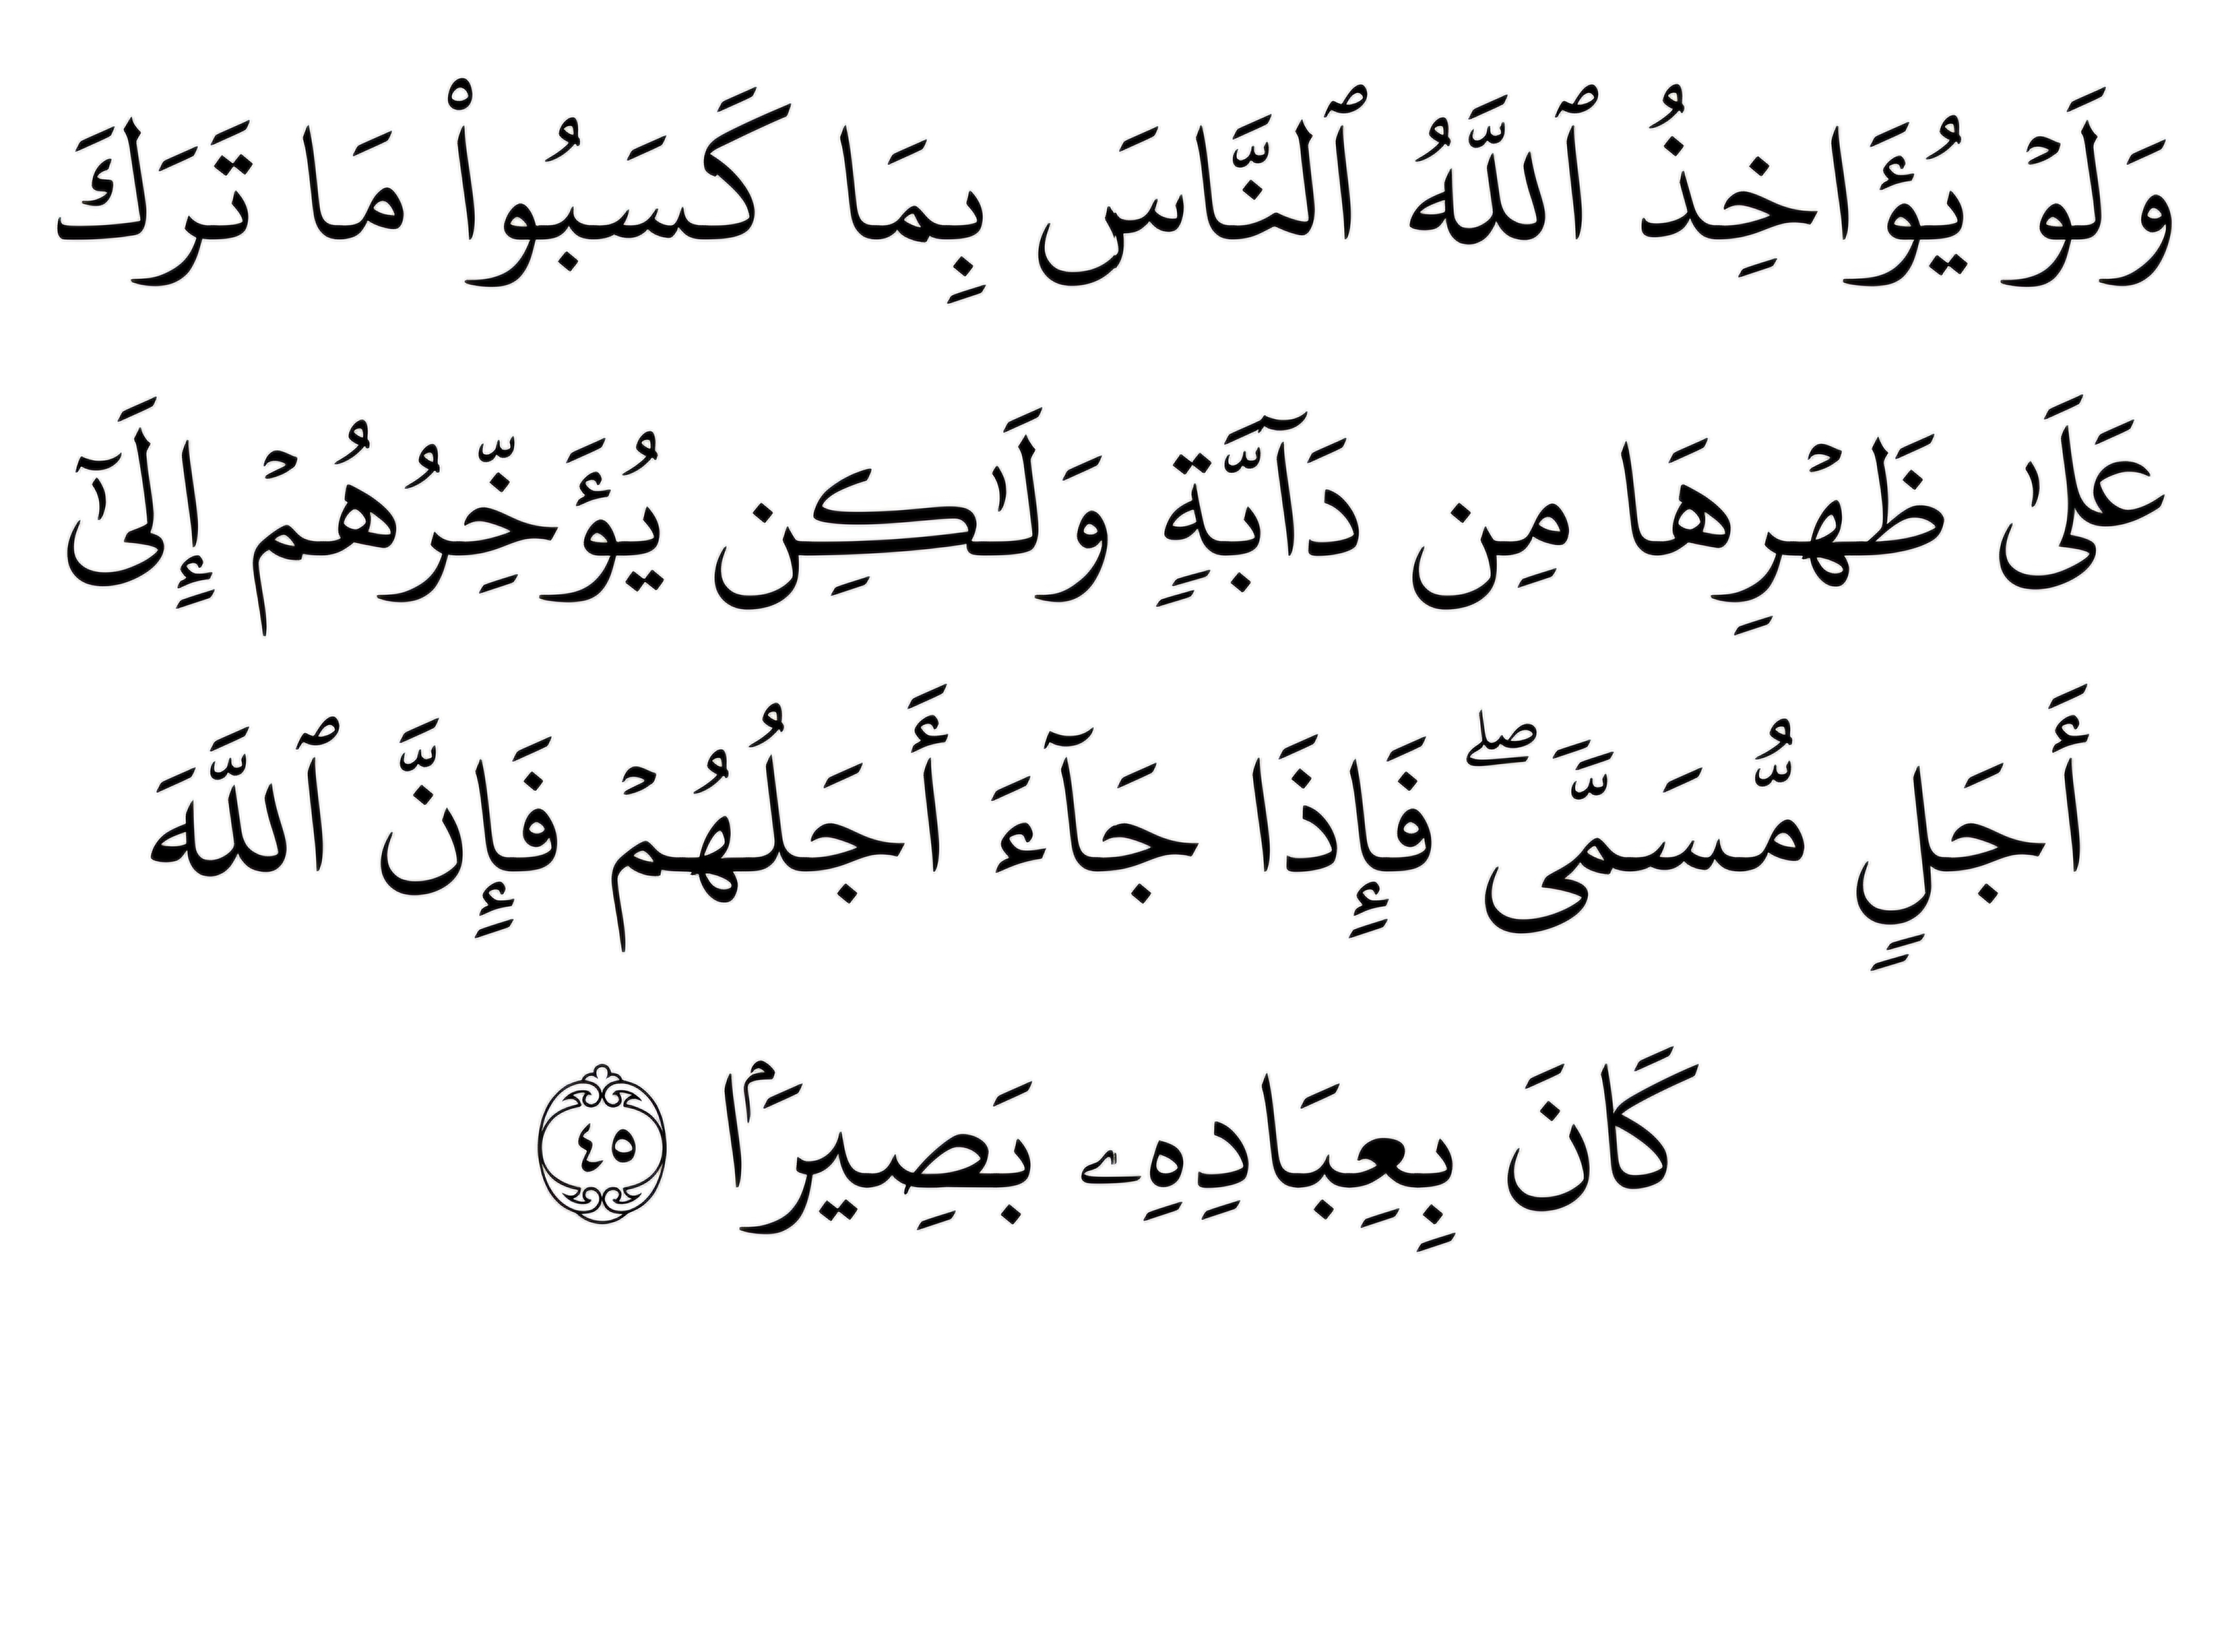 وَلَوۡ يُؤَاخِذُ ٱللَّهُ ٱلنَّاسَ بِمَا كَسَبُواْ مَا تَرَكَ
عَلَىٰ ظَهۡرِهَا مِن دَآبَّةٖ وَلَٰكِن يُؤَخِّرُهُمۡ إِلَىٰٓ
أَجَلٖ مُّسَمّٗىۖ فَإِذَا جَآءَ أَجَلُهُمۡ فَإِنَّ ٱللَّهَ
كَانَ بِعِبَادِهِۦ بَصِيرَۢا ٤٥